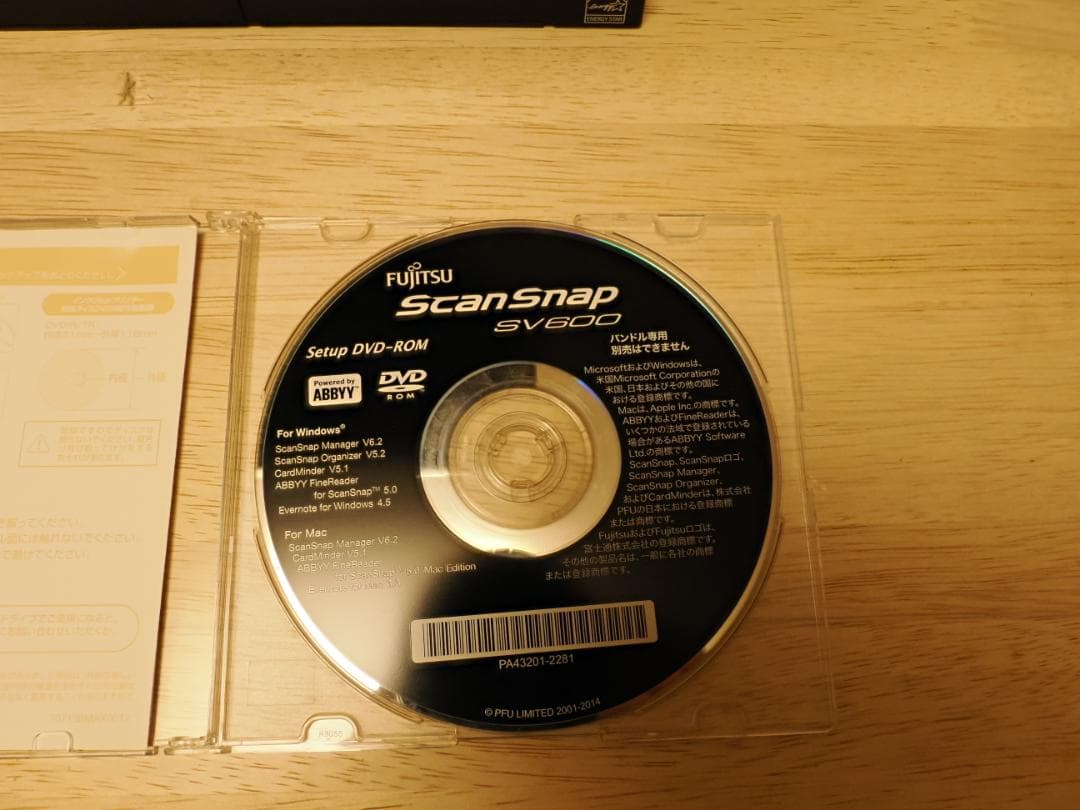 ENERGY STAR
FUJITSU
ScanSnap
SV600
Setup DVD-ROM
Powered by
ABBYY
DVD
ROM
バンドル専用
別売はできません
MicrosoftおよびWindowsは、
米国Microsoft Corporationの
米国、日本およびその他の国に
おける登録商標です。
Macは、Apple Inc.の商標です。
ABBYYおよびFineReaderは、
いくつかの法域で登録されている
場合があるABBYY Software
Ltd.の商標です。
ScanSnap、ScanSnapロゴ、
ScanSnap Manager、
ScanSnap Organizer、
およびCardMinderは、株式会社
PFUの日本における登録商標
または商標です。
FujitsuおよびFujitsuロゴは、
富士通株式会社の登録商標です。
その他の製品名は、一般に各社の商標
または登録商標です。
For Windows®
ScanSnap Manager V6.2
ScanSnap Organizer V5.2
CardMinder V5.1
ABBYY FineReader
for ScanSnap™ 5.0
Evernote for Windows 4.5
For Mac
ScanSnap Manager V6.2
CardMinder V5.1
ABBYY FineReader
for ScanSnap Mac Edition
Evernote for Mac
PA43201-2281
© PFU LIMITED 2001-2014
内径
外径